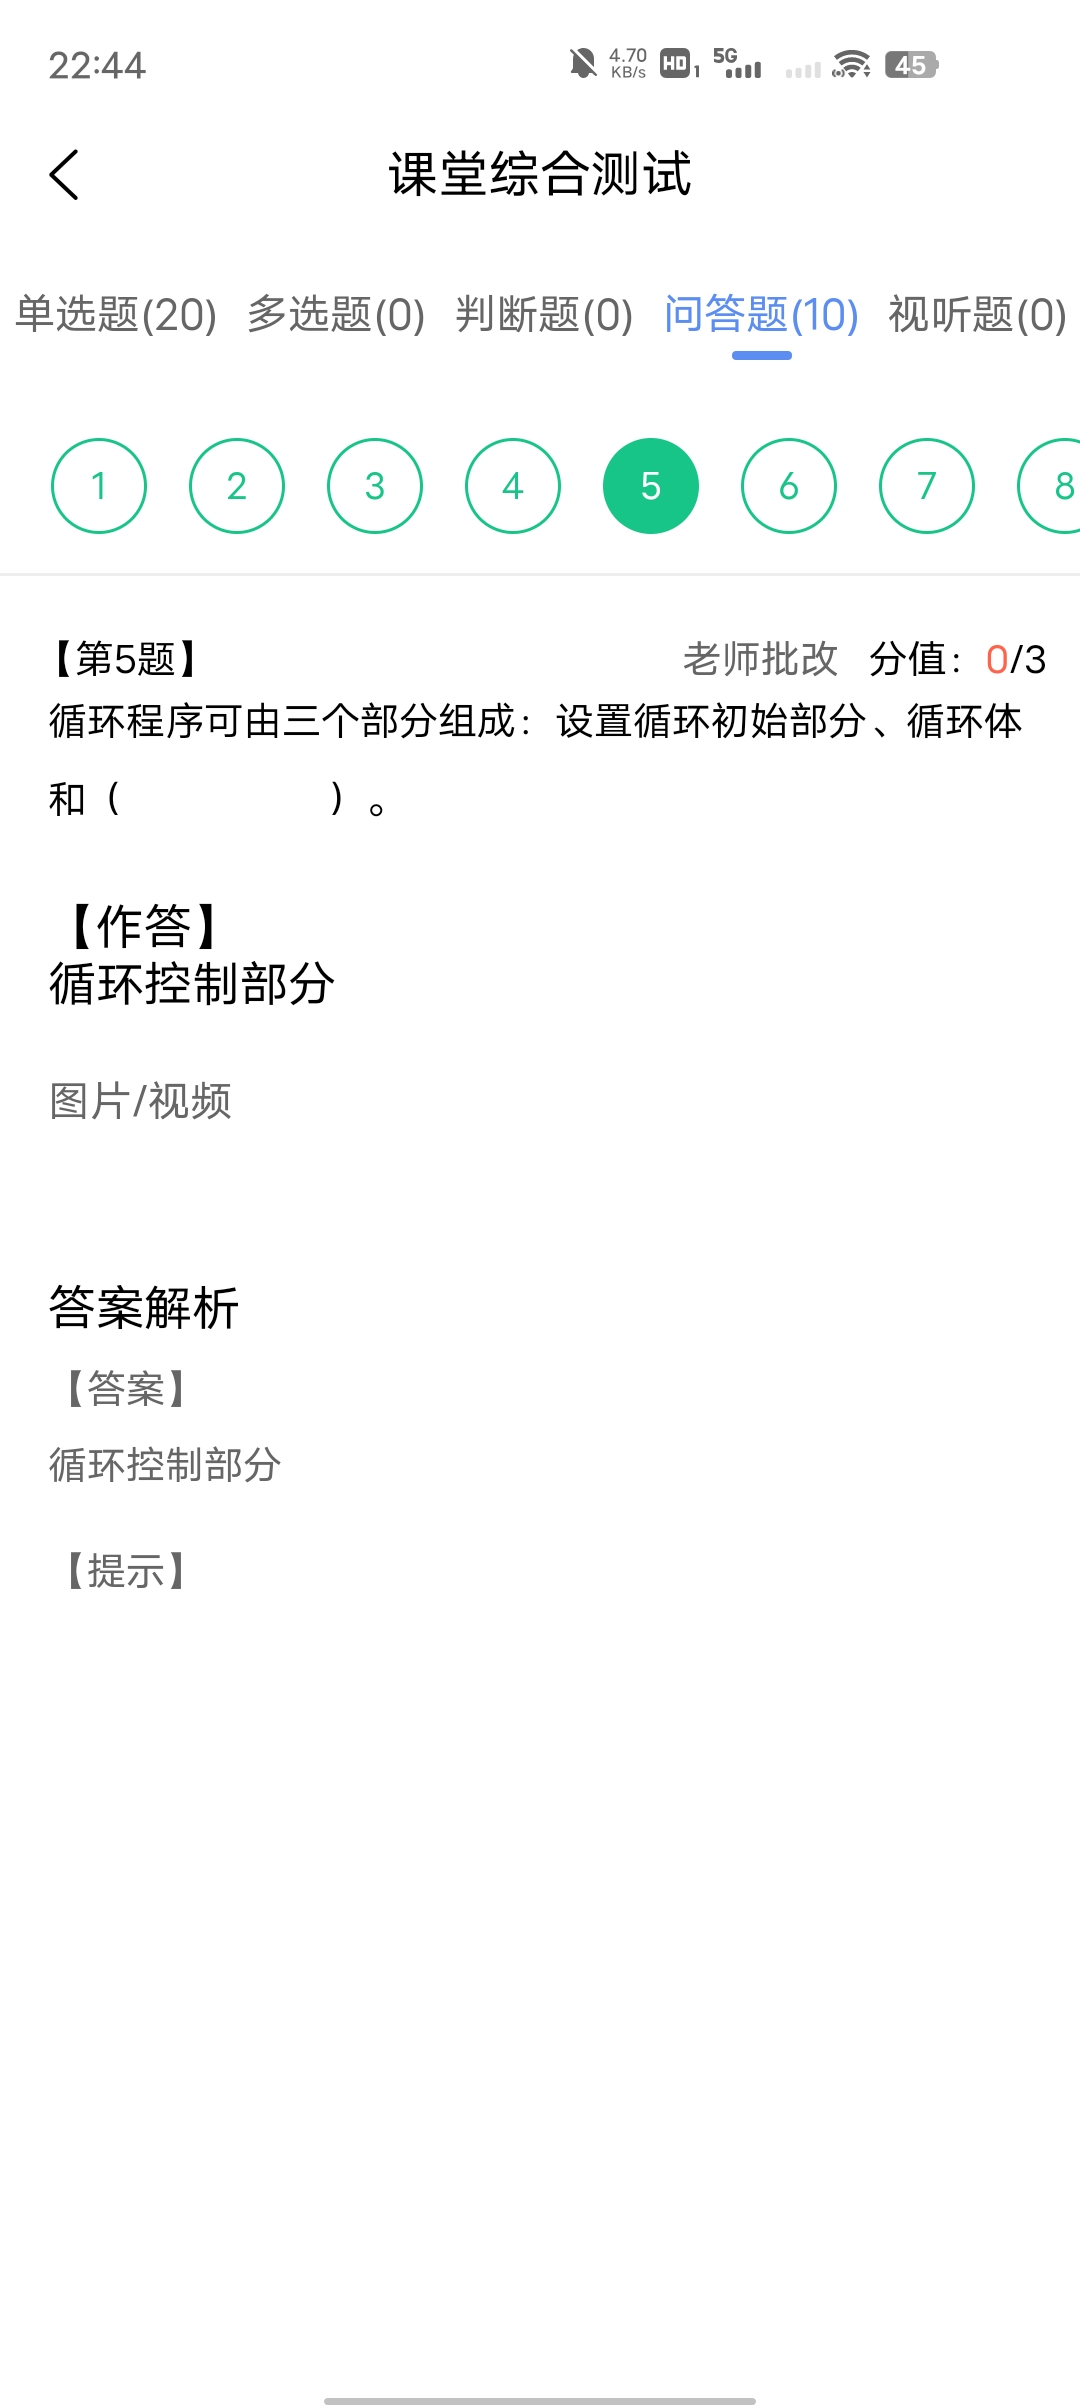 22:44 4.70 KB/s HD 1 5G 45
课堂综合测试
单选题(20) 多选题(0) 判断题(0) 问答题(10) 视听题(0)
1 2 3 4 5 6 7 8
【第5题】 老师批改 分值：0/3
循环程序可由三个部分组成：设置循环初始部分、循环体
和（ ）。
【作答】
循环控制部分
图片/视频
答案解析
【答案】
循环控制部分
【提示】